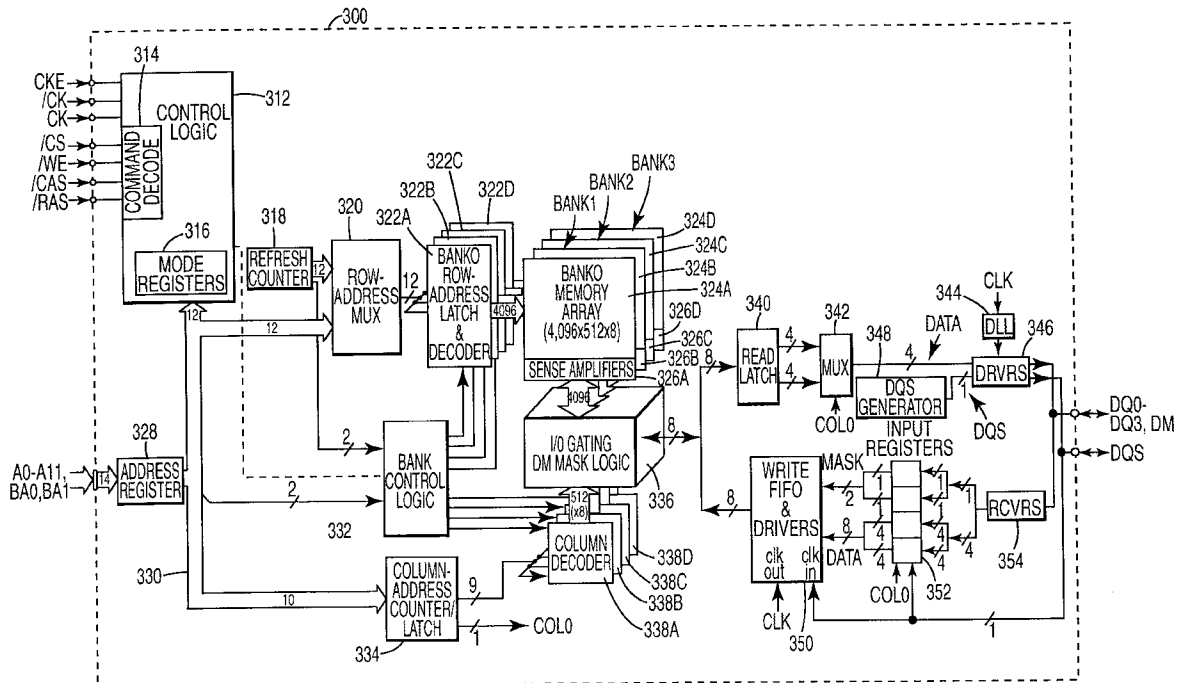 300
314
CKE
/CK
CK
/CS
/WE
/CAS
/RAS
CONTROL
LOGIC
312
COMMAND
DECODE
316
MODE
REGISTERS
12
318
REFRESH
COUNTER
12
12
320
ROW-
ADDRESS
MUX
12
322A
322B
322C
322D
BANKO
ROW-
ADDRESS
LATCH
&
DECODER
4096
BANK1
BANK2
BANK3
BANKO
MEMORY
ARRAY
(4,096x512x8)
SENSE AMPLIFIERS
324D
324C
324B
324A
326D
326C
326B
326A
4096
I/O GATING
DM MASK LOGIC
336
8
8
8
340
READ
LATCH
4
4
342
MUX
COL0
348
DATA
4
DQS
GENERATOR
1
DQS
CLK
344
DLL
346
DRVRS
DQ0-
DQ3, DM
DQS
A0-A11,
BA0,BA1
14
328
ADDRESS
REGISTER
2
2
332
BANK
CONTROL
LOGIC
330
10
COLUMN-
ADDRESS
COUNTER/
LATCH
334
9
1
COL0
512
(x8)
COLUMN
DECODER
338D
338C
338B
338A
WRITE
FIFO
&
DRIVERS
clk
out
clk
in
CLK
350
MASK
2
8
DATA
INPUT
REGISTERS
1
1
4
4
1
1
4
4
1
4
COL0
352
RCVRS
354
1